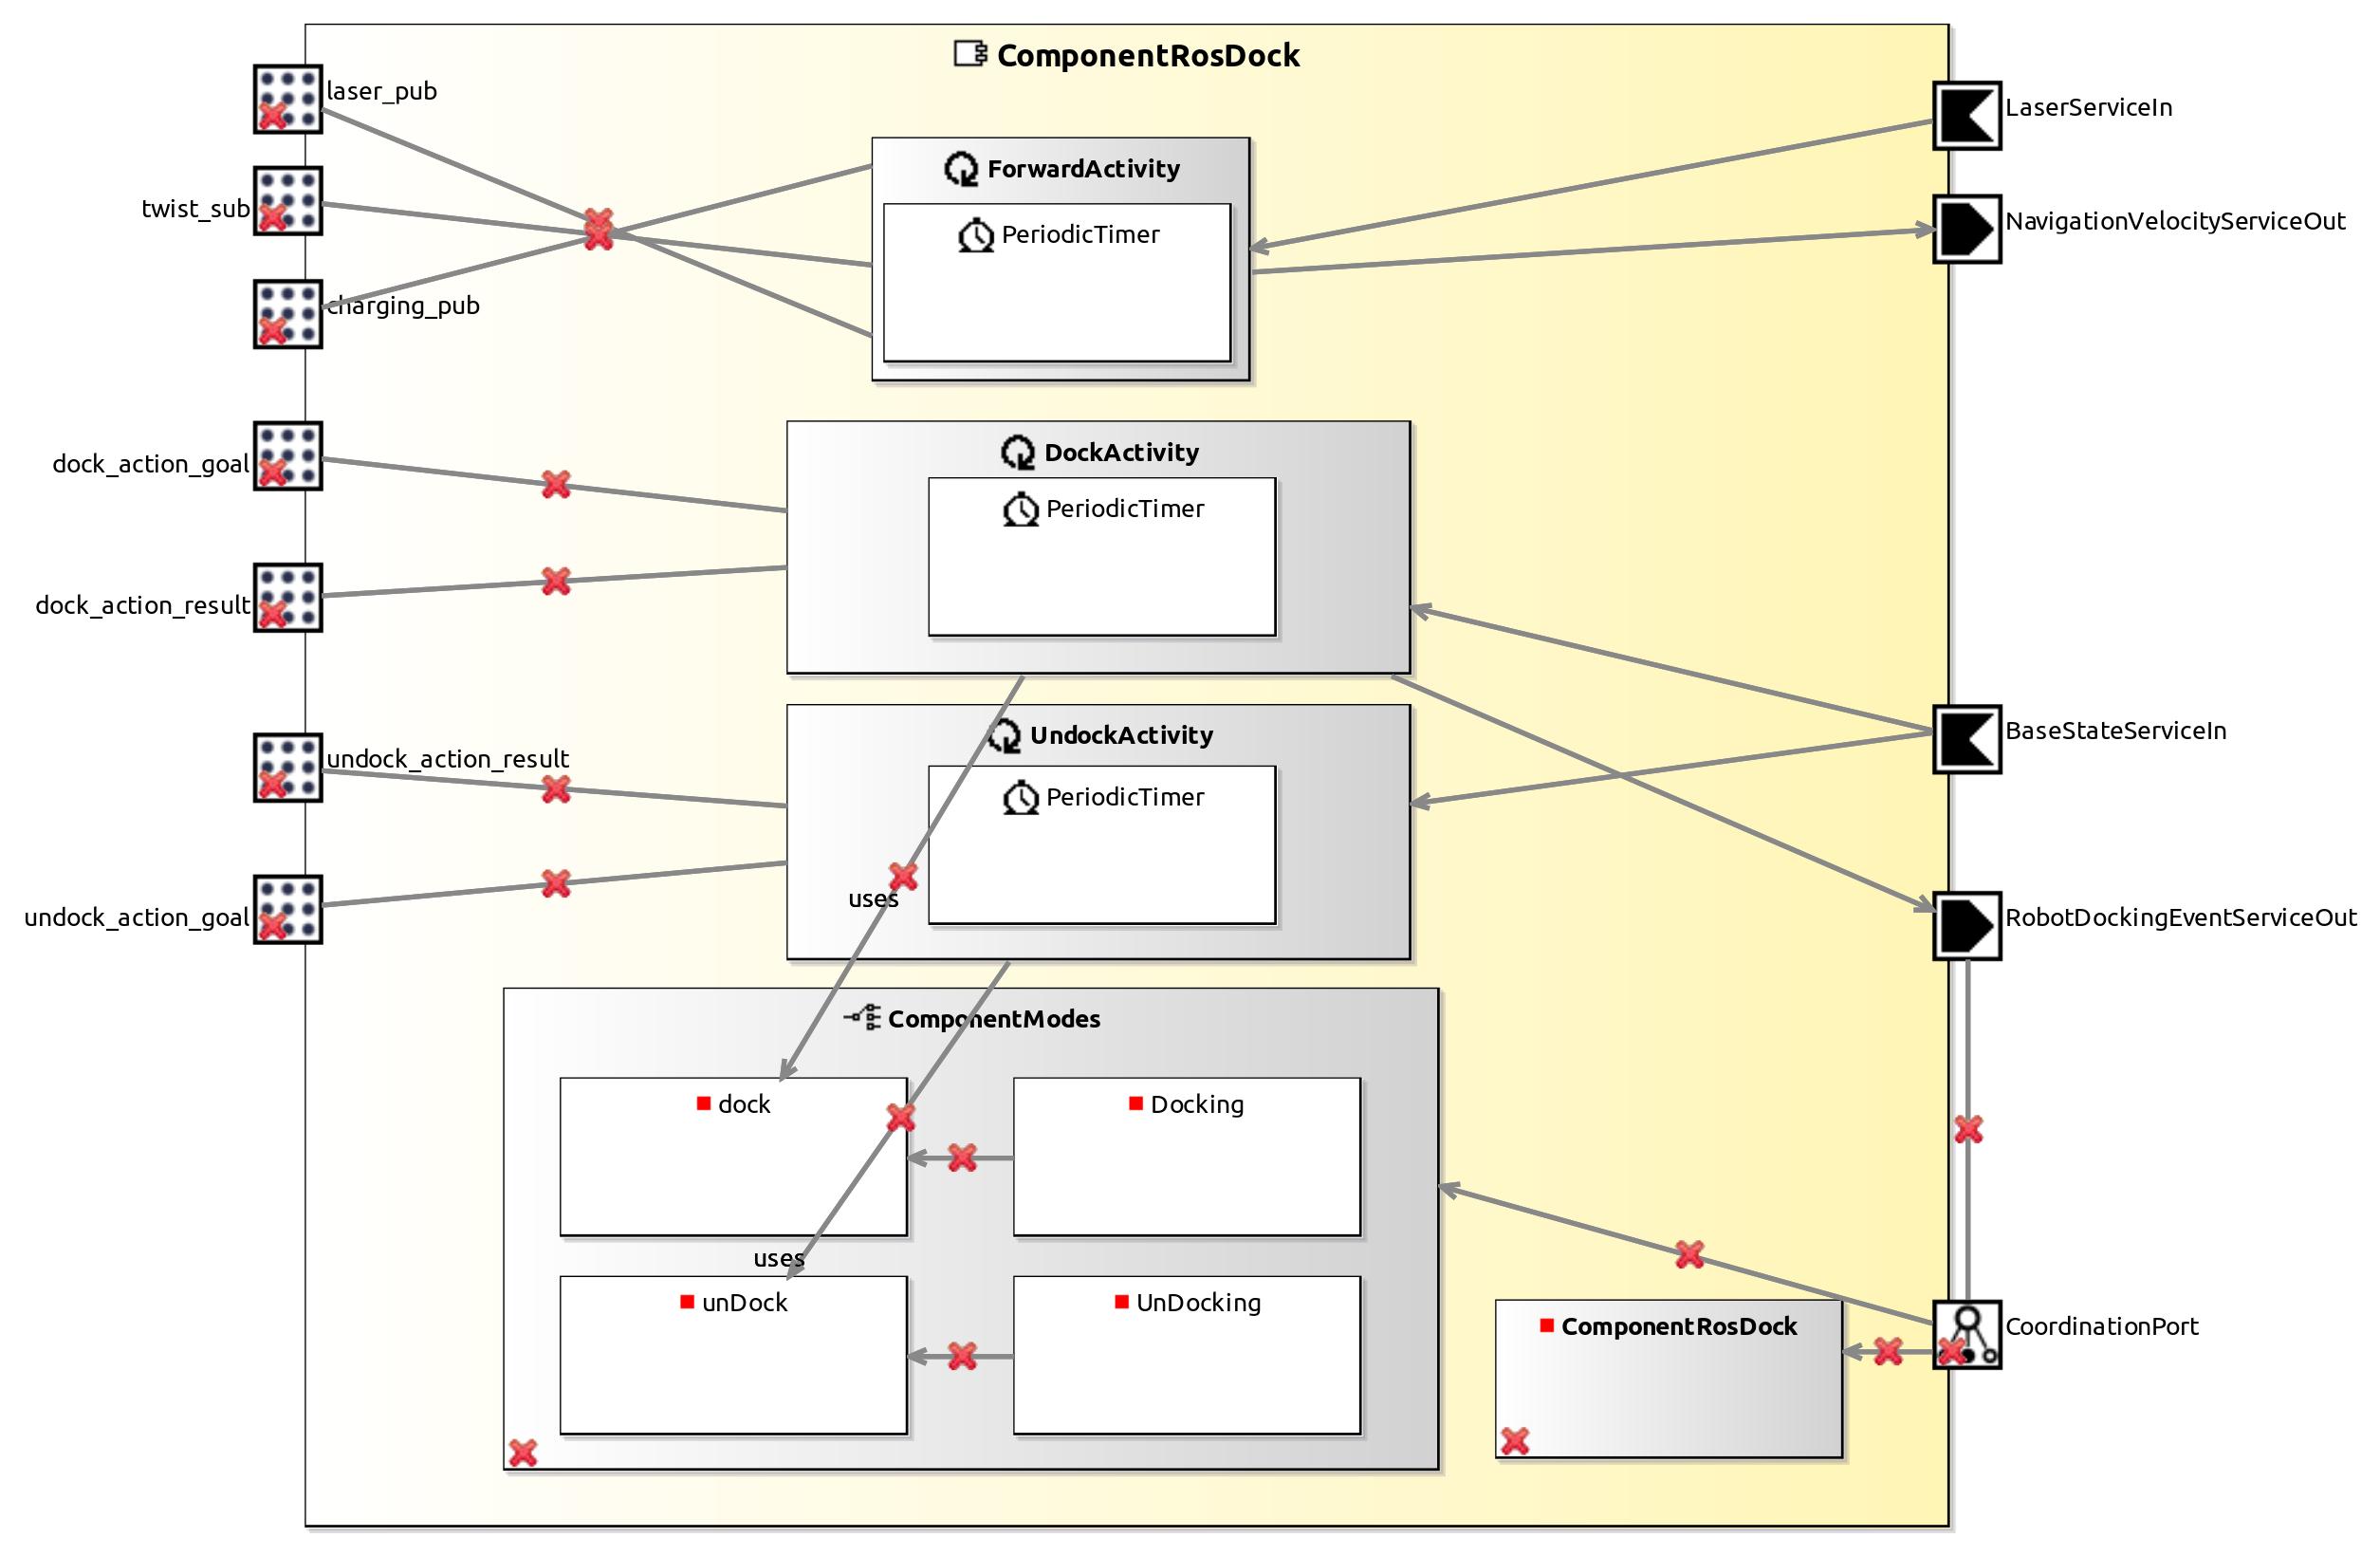 ComponentRosDock
laser_pub
LaserServiceIn
ForwardActivity
twist_sub
NavigationVelocityServiceOut
PeriodicTimer
charging_pub
DockActivity
dock_action_goal
PeriodicTimer
dock_action_result
UndockActivity
BaseStateServiceIn
undock_action_result
PeriodicTimer
uses
undock_action_goal
RobotDockingEventServiceOut
ComponentModes
dock
Docking
uses
unDock
UnDocking
ComponentRosDock
CoordinationPort